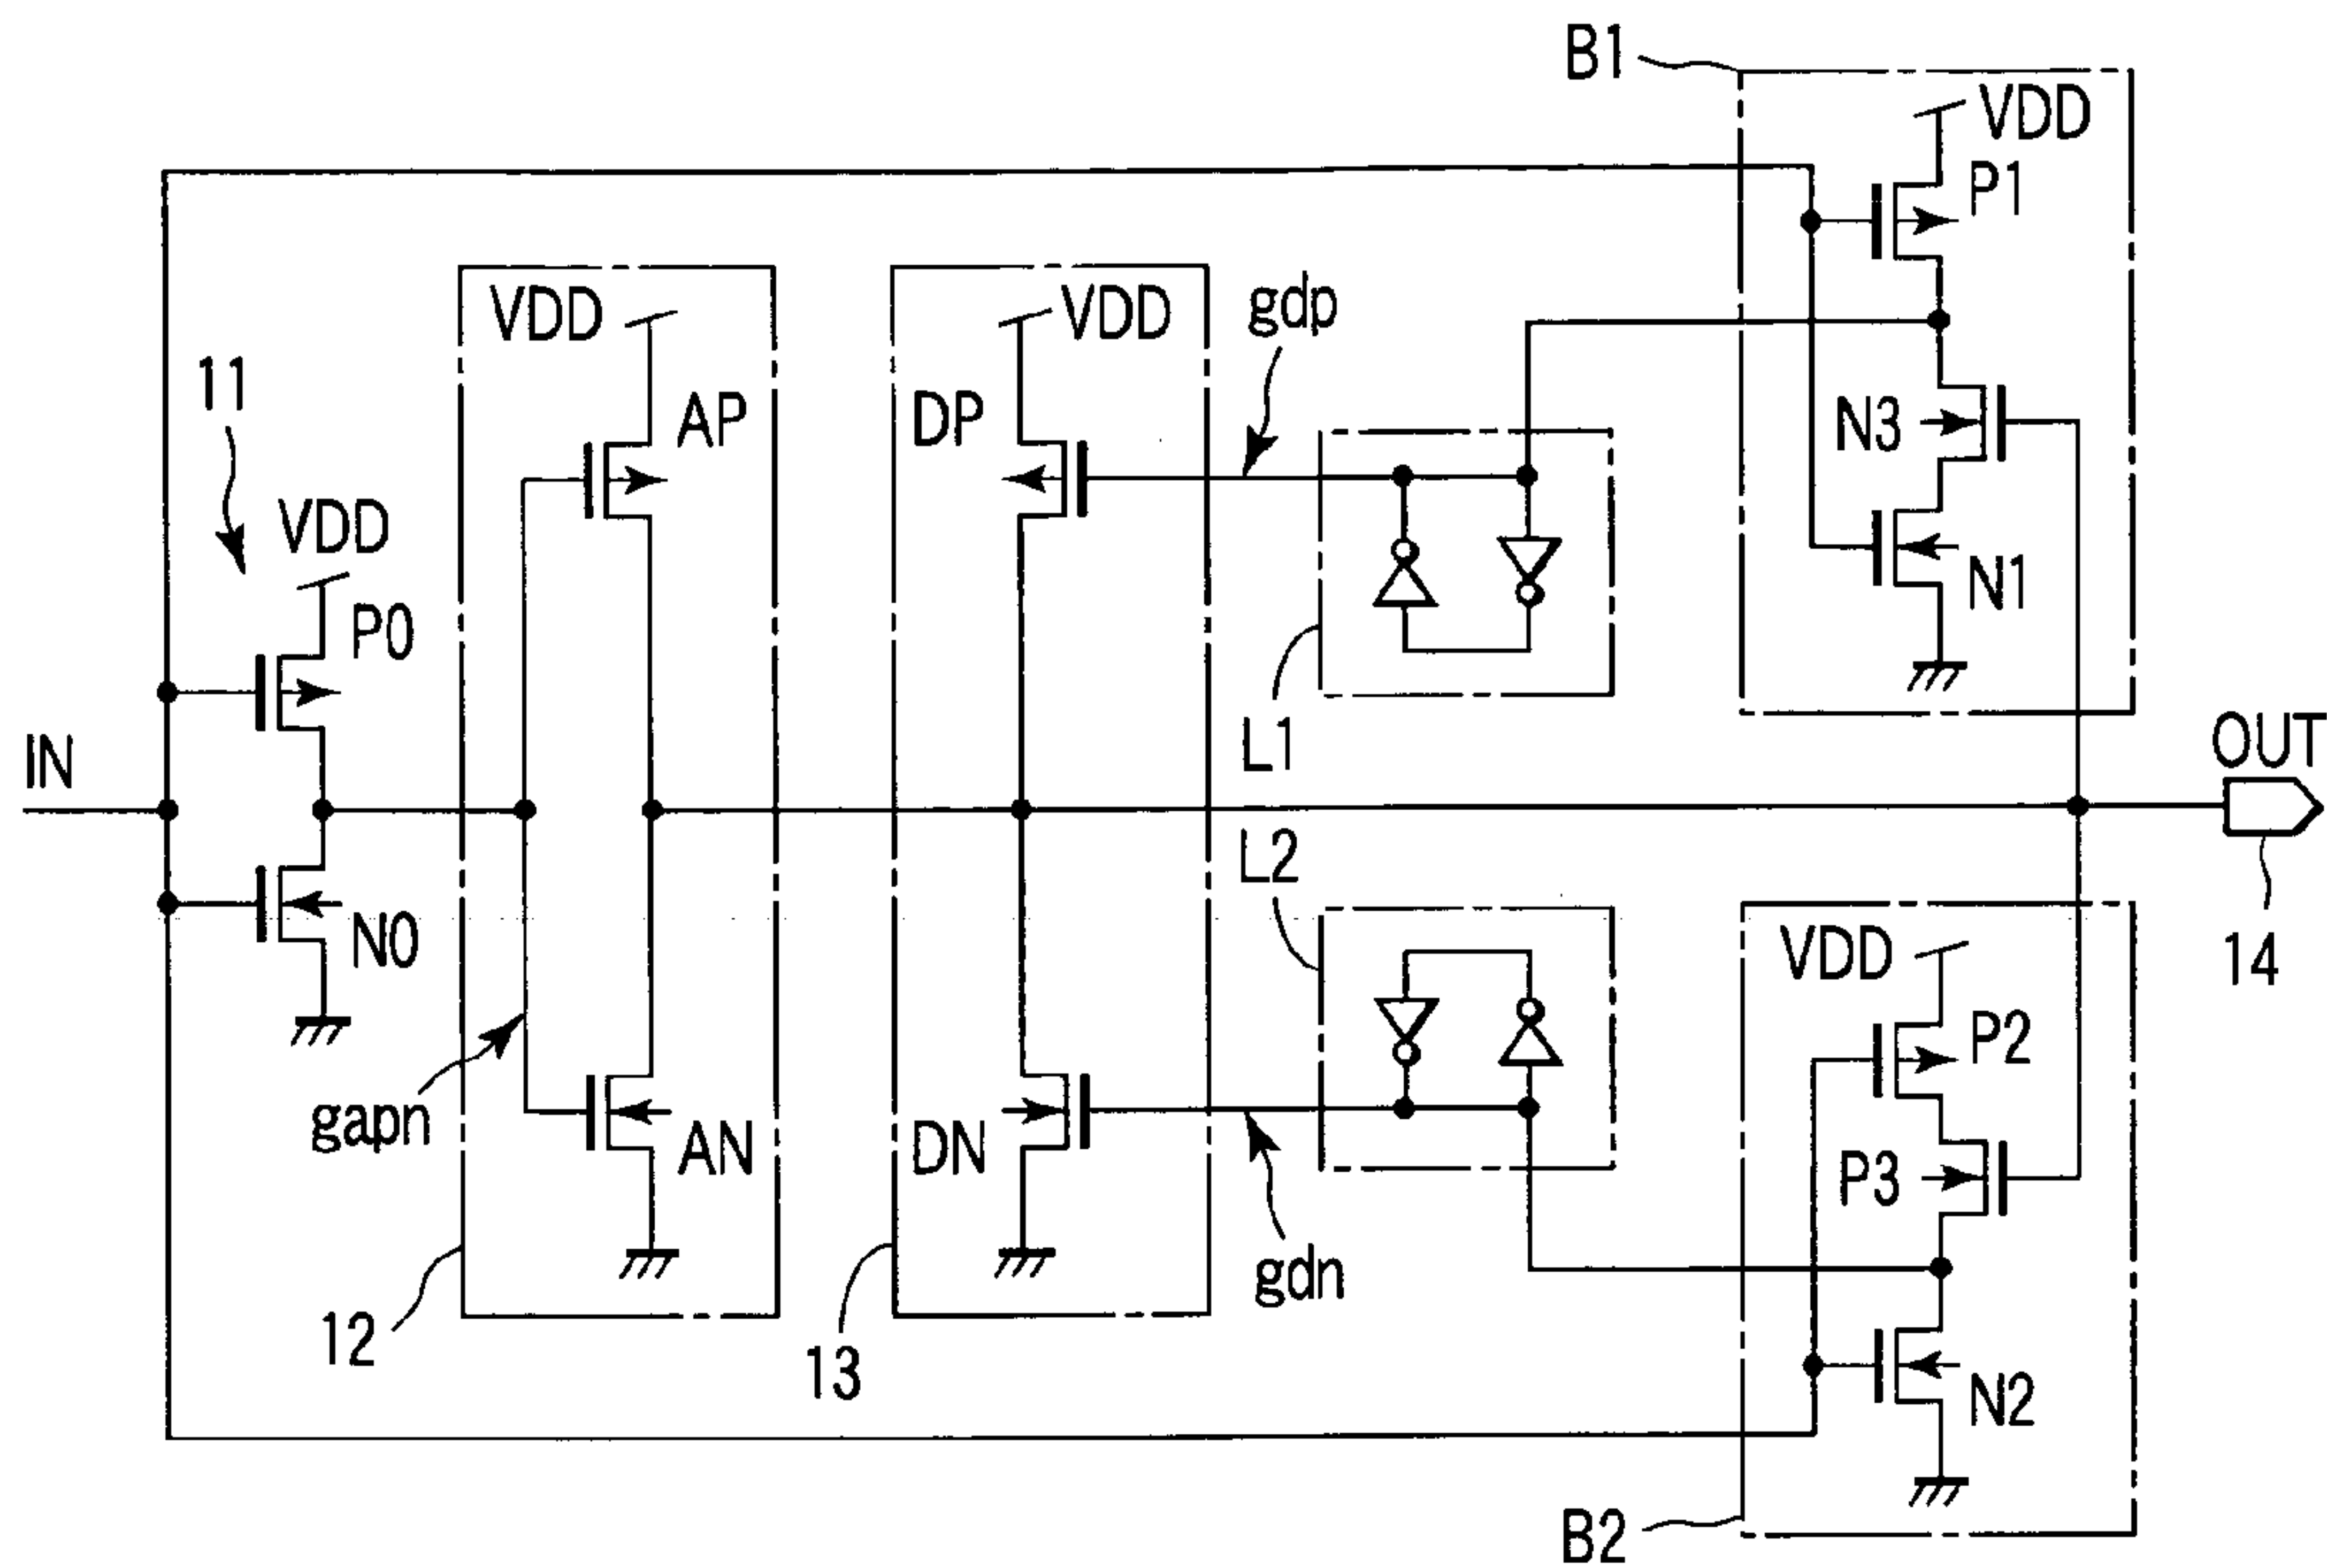 B1
VDD
P1
VDD
VDD
gdp
11
AP
DP
N3
VDD
N1
P0
L1
OUT
IN
L2
N0
VDD
14
P2
gapn
AN
DN
P3
gdn
12
13
N2
B2